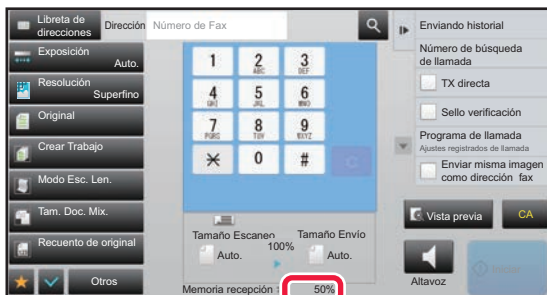 Libreta de
direcciones
Dirección
Número de Fax
Enviando historial
Exposición
Auto.
Número de búsqueda
de llamada
Resolución
Superfino
TX directa
Original
Sello verificación
Crear Trabajo
Programa de llamada
Ajustes registrados de llamada
Modo Esc. Len.
Enviar misma imagen
como dirección fax
Tam. Doc. Mix.
Recuento de original
Otros
1 2 3
ABC DEF
4 5 6
GHI JKL MNO
7 8 9
PQRS TUV WXYZ
0 #
C
Tamaño Escaneo
100%
Tamaño Envio
Auto.
Auto.
Memoria recepción :
50%
Vista previa
CA
Altavoz